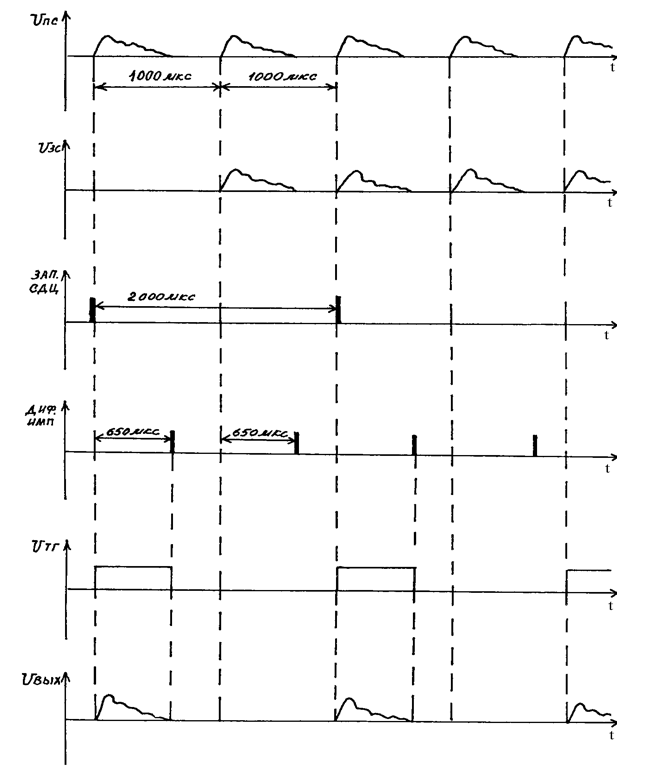 Uпс
t
1000 мкс
1000 мкс
Uзс
t
ЗАП.
СДЦ
2000 мкс
t
ДИФ.
ИМП
650 мкс
650 мкс
t
Uтг
t
Uвых
t